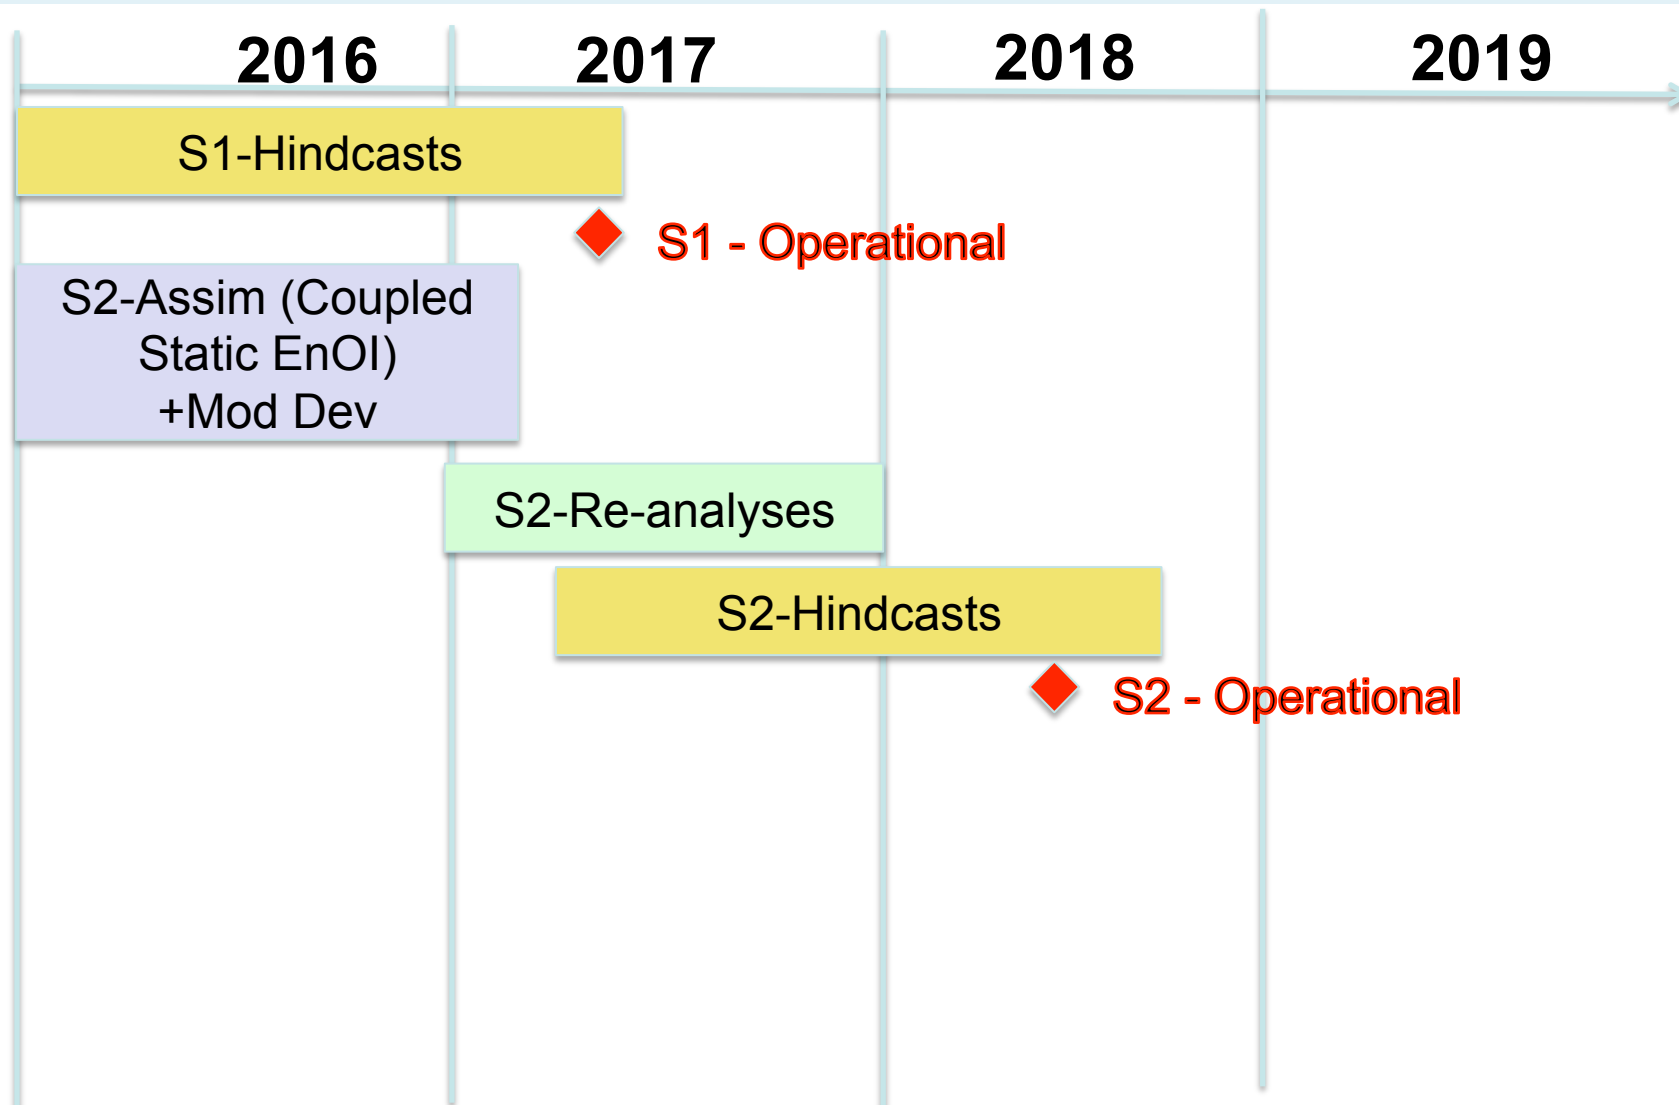 2016 2017 2018 2019
S1-Hindcasts
S1 - Operational
S2-Assim (Coupled
Static EnOI)
+Mod Dev
S2-Re-analyses
S2-Hindcasts
S2 - Operational